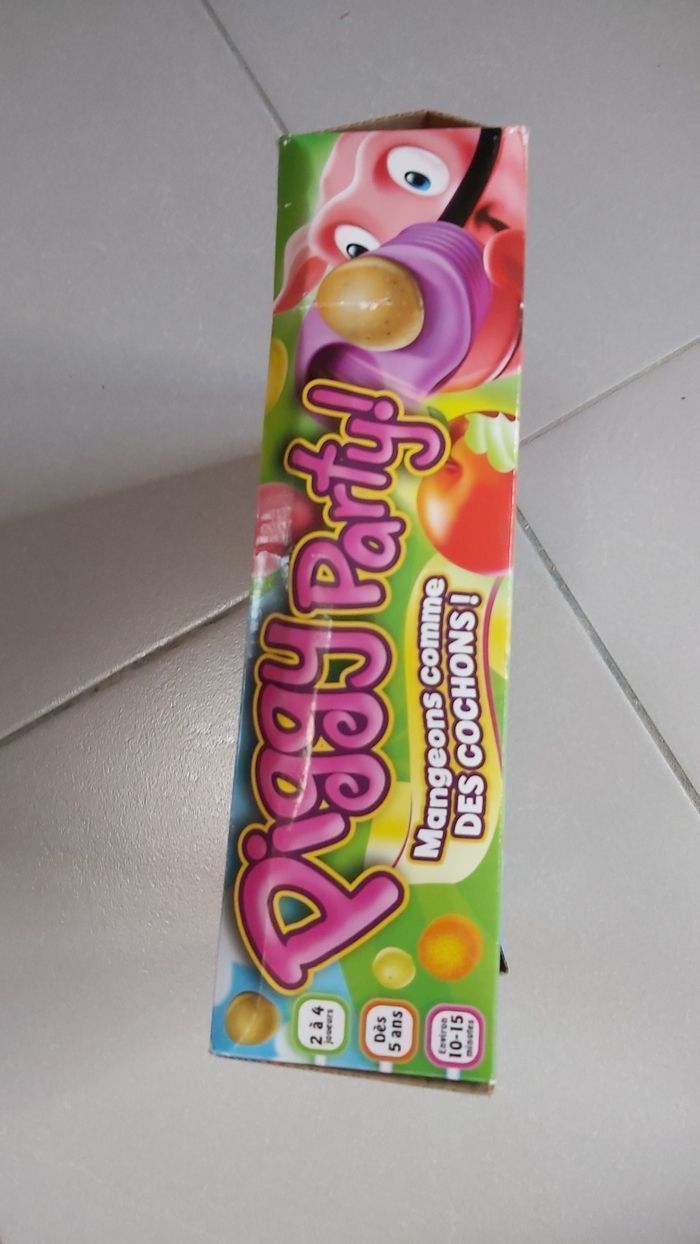 Piggy Party!
Mangeons comme
DES COCHONS !
2 à 4
joueurs
Dès
5 ans
Environ
10-15
minutes